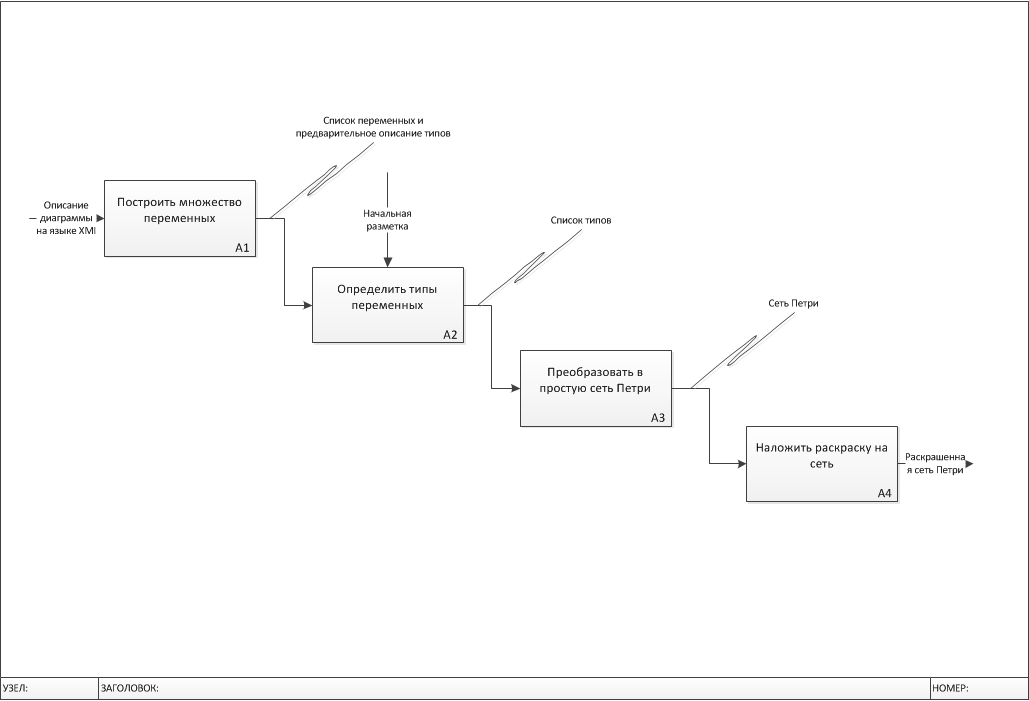 Список переменных и
предварительное описание типов
Описание
диаграммы
на языке XMI
Построить множество
переменных
A1
Начальная
разметка
Список типов
Определить типы
переменных
A2
Сеть Петри
Преобразовать в
простую сеть Петри
A3
Наложить раскраску на
сеть
A4
Раскрашенна
я сеть Петри
УЗЕЛ:
ЗАГОЛОВОК:
НОМЕР: